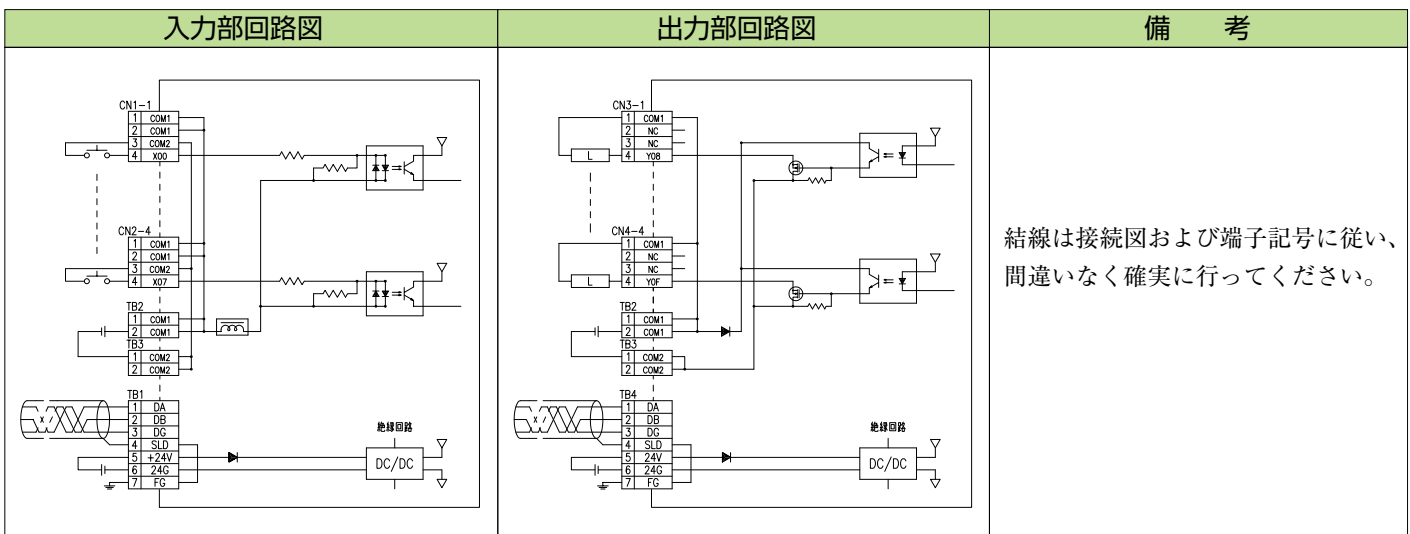 入力部回路図
出力部回路図
備　考
CN1-1
1 COM1
2 COM1
3 COM2
4 X00
CN2-4
1 COM1
2 COM1
3 COM2
4 X07
TB2
1 COM1
2 COM1
TB3
1 COM2
2 COM2
TB1
1 DA
2 DB
3 DG
4 SLD
5 +24V
6 24G
7 FG
絶縁回路
DC/DC
CN3-1
1 COM1
2 NC
3 NC
4 Y08
L
CN4-4
1 COM1
2 NC
3 NC
4 Y0F
L
TB2
1 COM1
2 COM1
TB3
1 COM2
2 COM2
TB4
1 DA
2 DB
3 DG
4 SLD
5 24V
6 24G
7 FG
絶縁回路
DC/DC
結線は接続図および端子記号に従い、
間違いなく確実に行ってください。